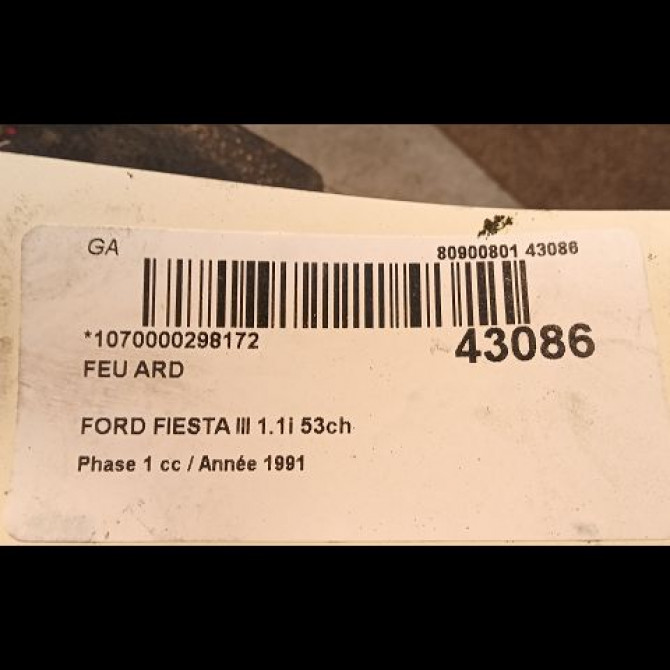 GA
80900801 43086
*1070000298172
43086
FEU ARD
FORD FIESTA III 1.1i 53ch
Phase 1 cc / Année 1991